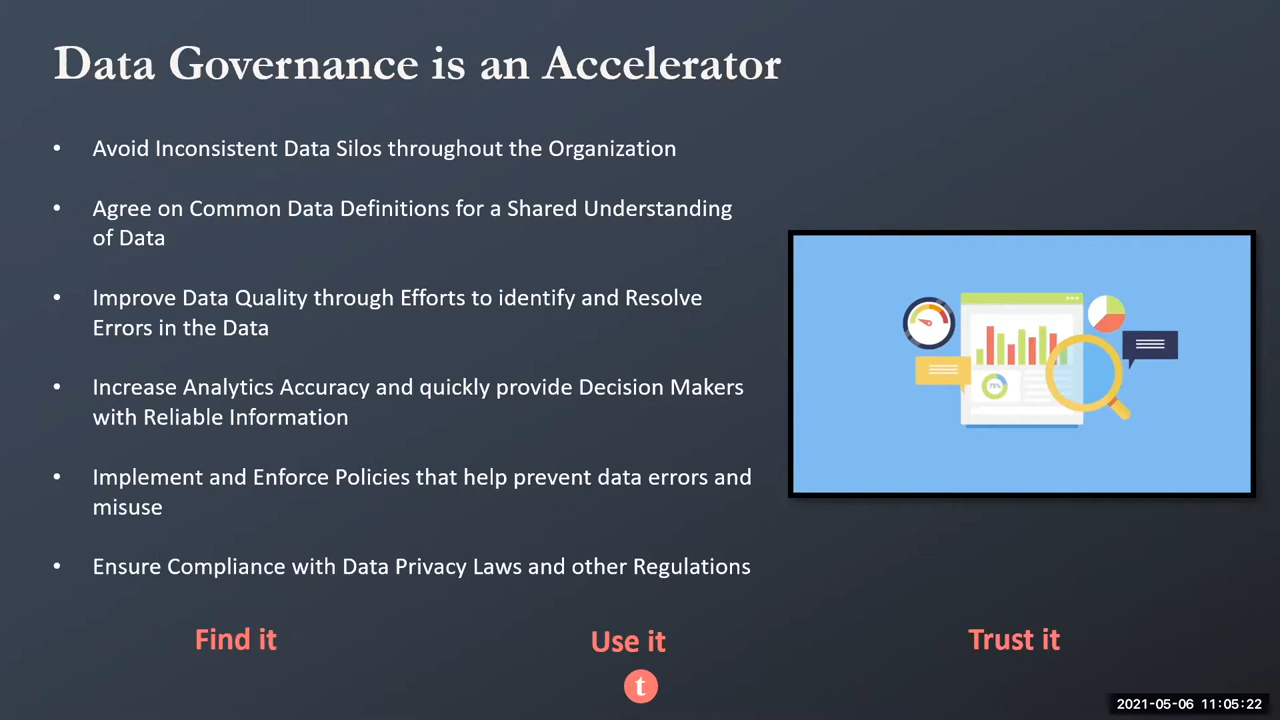 Data Governance is an Accelerator
• Avoid Inconsistent Data Silos throughout the Organization
• Agree on Common Data Definitions for a Shared Understanding
of Data
• Improve Data Quality through Efforts to identify and Resolve
Errors in the Data
• Increase Analytics Accuracy and quickly provide Decision Makers
with Reliable Information
• Implement and Enforce Policies that help prevent data errors and
misuse
• Ensure Compliance with Data Privacy Laws and other Regulations
75%
Find it
Use it
Trust it
t
2021-05-06 11:05:22